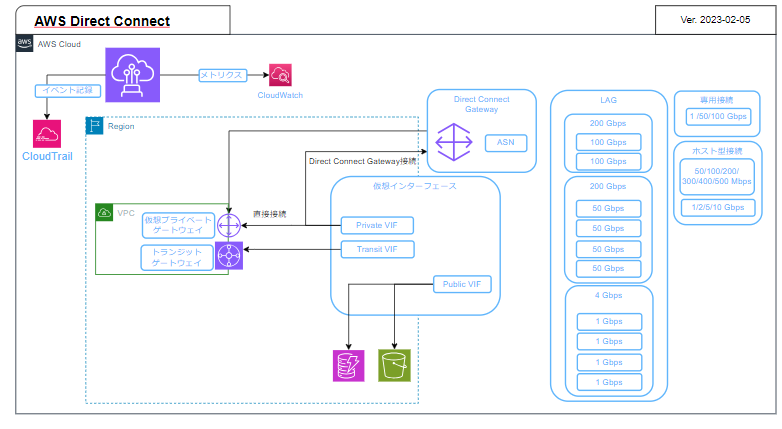 AWS Direct Connect
Ver. 2023-02-05
aws
AWS Cloud
メトリクス
イベント記録
CloudWatch
CloudTrail
Region
Direct Connect
Gateway
ASN
Direct Connect Gateway接続
仮想インターフェース
VPC
仮想プライベート
ゲートウェイ
直接接続
Private VIF
トランジット
ゲートウェイ
Transit VIF
Public VIF
LAG
200 Gbps
100 Gbps
100 Gbps
200 Gbps
50 Gbps
50 Gbps
50 Gbps
50 Gbps
4 Gbps
1 Gbps
1 Gbps
1 Gbps
1 Gbps
専用接続
1 /50/100 Gbps
ホスト型接続
50/100/200/
300/400/500 Mbps
1/2/5/10 Gbps